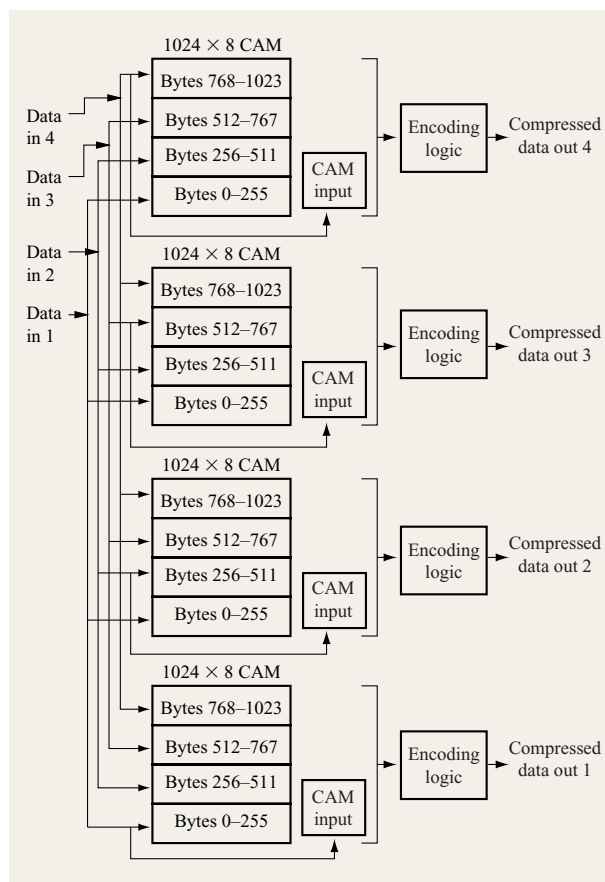 1024 × 8 CAM
Bytes 768–1023
Bytes 512–767
Bytes 256–511
Bytes 0–255
CAM
input
Encoding
logic
Compressed
data out 4
Data
in 4
Data
in 3
Data
in 2
Data
in 1
1024 × 8 CAM
Bytes 768–1023
Bytes 512–767
Bytes 256–511
Bytes 0–255
CAM
input
Encoding
logic
Compressed
data out 3
1024 × 8 CAM
Bytes 768–1023
Bytes 512–767
Bytes 256–511
Bytes 0–255
CAM
input
Encoding
logic
Compressed
data out 2
1024 × 8 CAM
Bytes 768–1023
Bytes 512–767
Bytes 256–511
Bytes 0–255
CAM
input
Encoding
logic
Compressed
data out 1